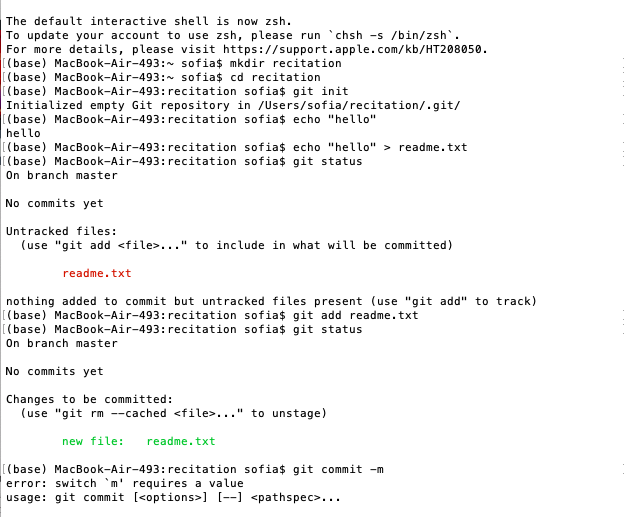 The default interactive shell is now zsh.
To update your account to use zsh, please run `chsh -s /bin/zsh`.
For more details, please visit https://support.apple.com/kb/HT208050.
[(base) MacBook-Air-493:~ sofia$ mkdir recitation
[(base) MacBook-Air-493:~ sofia$ cd recitation
[(base) MacBook-Air-493:recitation sofia$ git init
Initialized empty Git repository in /Users/sofia/recitation/.git/
[(base) MacBook-Air-493:recitation sofia$ echo "hello"
hello
[(base) MacBook-Air-493:recitation sofia$ echo "hello" > readme.txt
[(base) MacBook-Air-493:recitation sofia$ git status
On branch master
No commits yet
Untracked files:
  (use "git add <file>..." to include in what will be committed)
        readme.txt
nothing added to commit but untracked files present (use "git add" to track)
[(base) MacBook-Air-493:recitation sofia$ git add readme.txt
[(base) MacBook-Air-493:recitation sofia$ git status
On branch master
No commits yet
Changes to be committed:
  (use "git rm --cached <file>..." to unstage)
        new file:   readme.txt
[(base) MacBook-Air-493:recitation sofia$ git commit -m
error: switch `m' requires a value
usage: git commit [<options>] [--] <pathspec>...